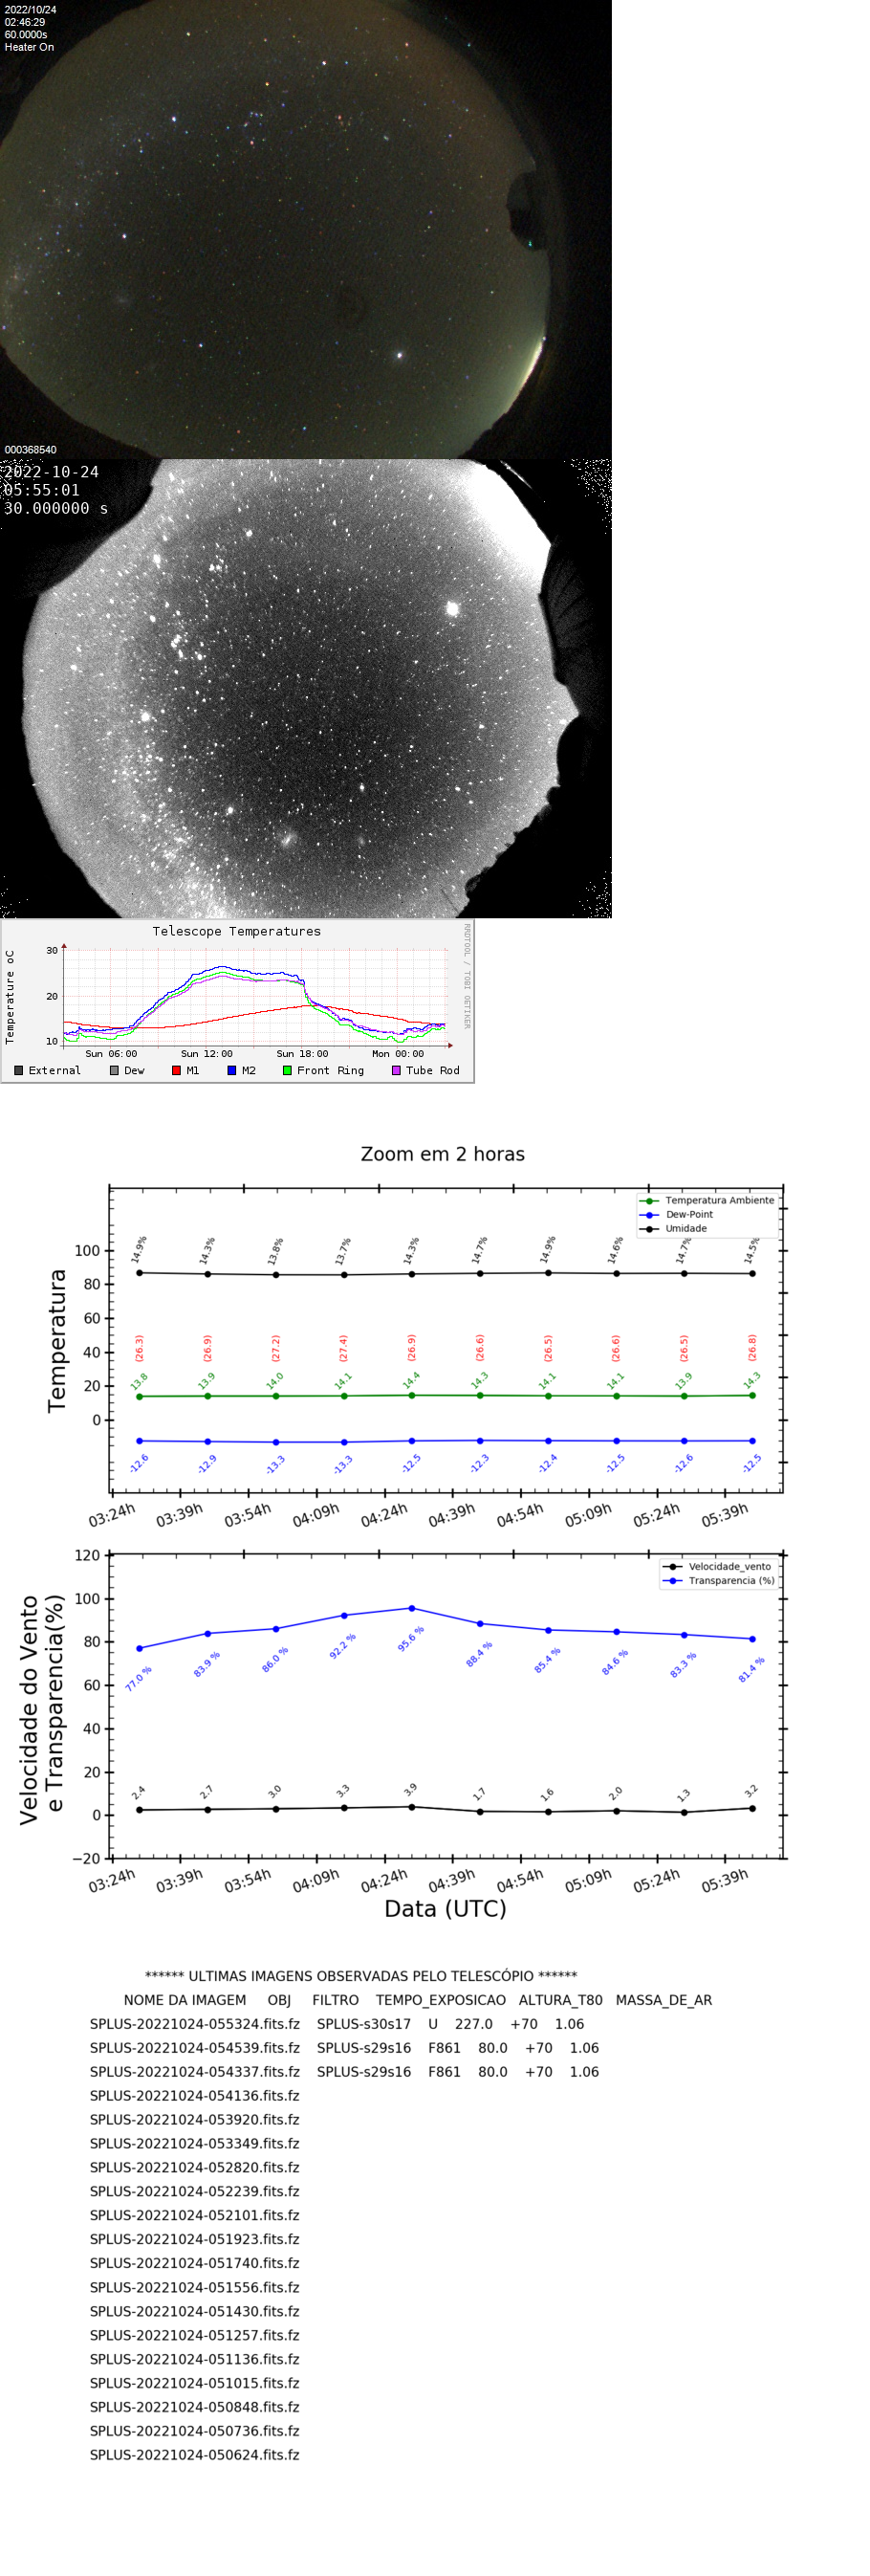 2022/10/24
02:46:29
60.0000s
Heater On
000368540
2022-10-24
05:55:01
30.000000 s
Telescope Temperatures
RRDTOOL / TOBI OETIKER
Temperature oC
30
20
10
Sun 06:00 Sun 12:00 Sun 18:00 Mon 00:00
External Dew M1 M2 Front Ring Tube Rod
Zoom em 2 horas
Temperatura Ambiente
Dew-Point
Umidade
Temperatura
100
80
60
40
20
0
14.9% 14.3% 13.8% 13.7% 14.3% 14.7% 14.9% 14.6% 14.7% 14.5%
(26.3) (26.9) (27.2) (27.4) (26.9) (26.6) (26.5) (26.6) (26.5) (26.8)
13.8 13.9 14.0 14.1 14.4 14.3 14.1 14.1 13.9 14.3
-12.6 -12.9 -13.3 -13.3 -12.5 -12.3 -12.4 -12.5 -12.6 -12.5
03:24h 03:39h 03:54h 04:09h 04:24h 04:39h 04:54h 05:09h 05:24h 05:39h
Velocidade_vento
Transparencia (%)
Velocidade do Vento
e Transparencia(%)
120
100
80
60
40
20
0
−20
77.0 % 83.9 % 86.0 % 92.2 % 95.6 % 88.4 % 85.4 % 84.6 % 83.3 % 81.4 %
2.4 2.7 3.0 3.3 3.9 1.7 1.6 2.0 1.3 3.2
03:24h 03:39h 03:54h 04:09h 04:24h 04:39h 04:54h 05:09h 05:24h 05:39h
Data (UTC)
****** ULTIMAS IMAGENS OBSERVADAS PELO TELESCÓPIO ******
NOME DA IMAGEM OBJ FILTRO TEMPO_EXPOSICAO ALTURA_T80 MASSA_DE_AR
SPLUS-20221024-055324.fits.fz SPLUS-s30s17 U 227.0 +70 1.06
SPLUS-20221024-054539.fits.fz SPLUS-s29s16 F861 80.0 +70 1.06
SPLUS-20221024-054337.fits.fz SPLUS-s29s16 F861 80.0 +70 1.06
SPLUS-20221024-054136.fits.fz
SPLUS-20221024-053920.fits.fz
SPLUS-20221024-053349.fits.fz
SPLUS-20221024-052820.fits.fz
SPLUS-20221024-052239.fits.fz
SPLUS-20221024-052101.fits.fz
SPLUS-20221024-051923.fits.fz
SPLUS-20221024-051740.fits.fz
SPLUS-20221024-051556.fits.fz
SPLUS-20221024-051430.fits.fz
SPLUS-20221024-051257.fits.fz
SPLUS-20221024-051136.fits.fz
SPLUS-20221024-051015.fits.fz
SPLUS-20221024-050848.fits.fz
SPLUS-20221024-050736.fits.fz
SPLUS-20221024-050624.fits.fz